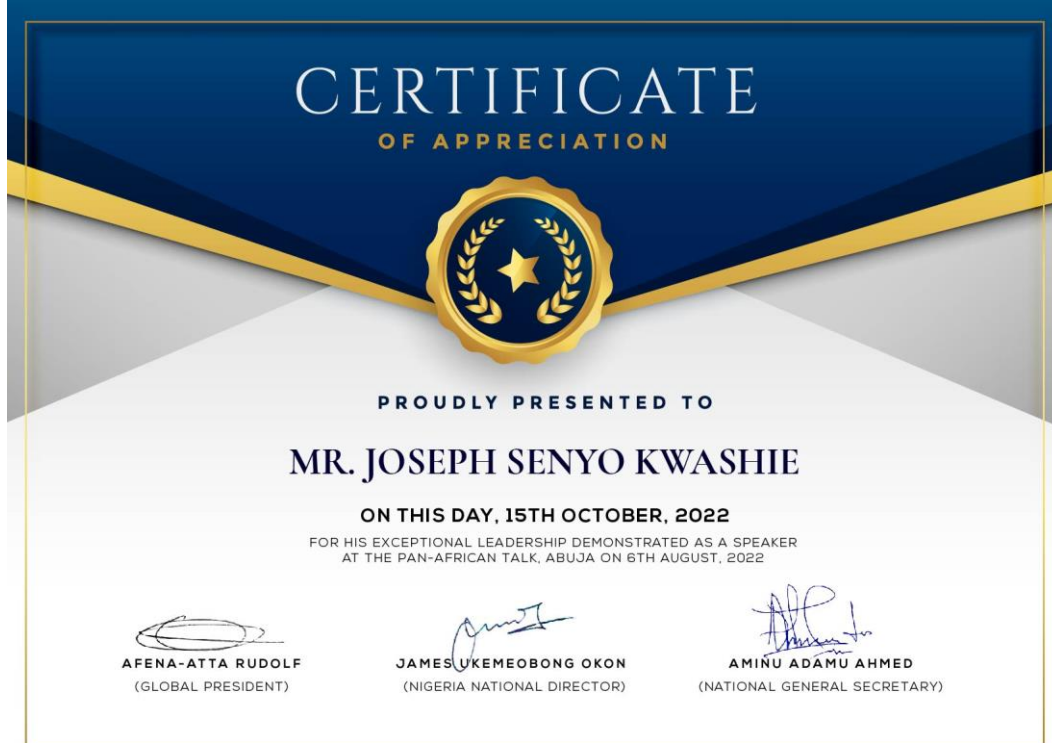 CERTIFICATE
OF APPRECIATION
PROUDLY PRESENTED TO
MR. JOSEPH SENYO KWASHIE
ON THIS DAY, 15TH OCTOBER, 2022
FOR HIS EXCEPTIONAL LEADERSHIP DEMONSTRATED AS A SPEAKER
AT THE PAN-AFRICAN TALK, ABUJA ON 6TH AUGUST, 2022
AFENA-ATTA RUDOLF
(GLOBAL PRESIDENT)
JAMES UKEMEOBONG OKON
(NIGERIA NATIONAL DIRECTOR)
AMINU ADAMU AHMED
(NATIONAL GENERAL SECRETARY)